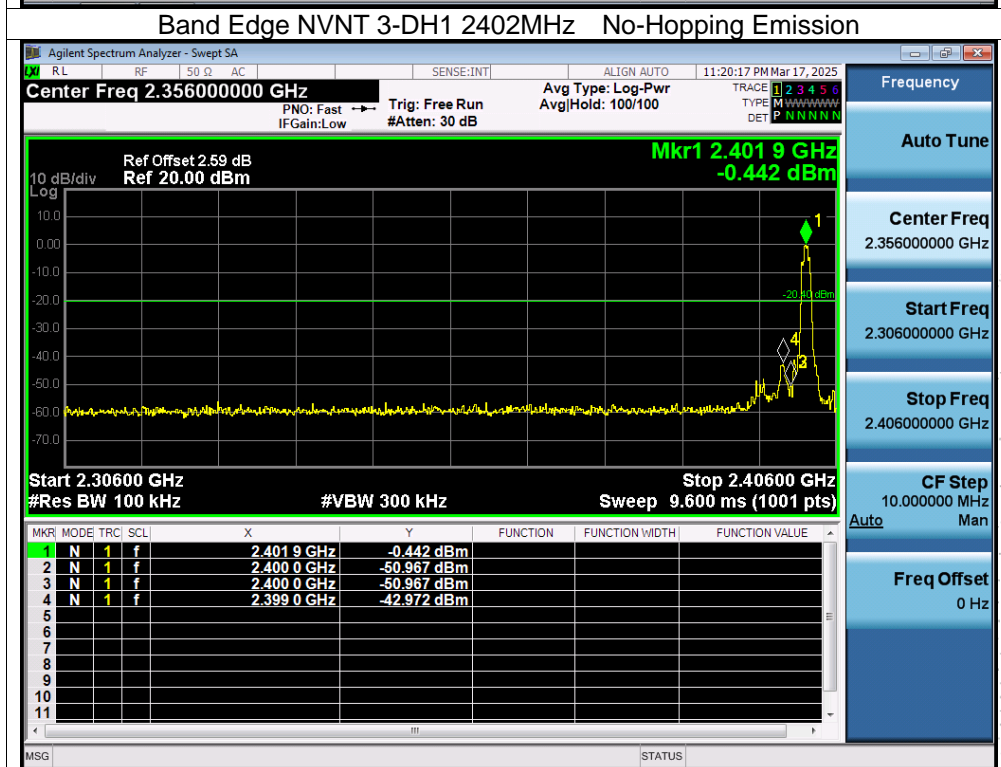 Band Edge NVNT 3-DH1 2402MHz No-Hopping Emission
Agilent Spectrum Analyzer - Swept SA
LXI RL RF 50 Ω AC SENSE:INT ALIGN AUTO 11:20:17 PM Mar 17, 2025
Center Freq 2.356000000 GHz
PNO: Fast
IFGain:Low
Trig: Free Run
#Atten: 30 dB
Avg Type: Log-Pwr
Avg|Hold: 100/100
TRACE 1 2 3 4 5 6
TYPE M WWWWW
DET P N N N N N
Frequency
Auto Tune
Center Freq
2.356000000 GHz
Start Freq
2.306000000 GHz
Stop Freq
2.406000000 GHz
CF Step
10.000000 MHz
Auto Man
Freq Offset
0 Hz
Mkr1 2.401 9 GHz
-0.442 dBm
Ref Offset 2.59 dB
10 dB/div Ref 20.00 dBm
Log
10.0
0.00
-10.0
-20.0
-30.0
-40.0
-50.0
-60.0
-70.0
1
-20.40 dBm
4
3
Start 2.30600 GHz Stop 2.40600 GHz
#Res BW 100 kHz #VBW 300 kHz Sweep 9.600 ms (1001 pts)
MKR MODE TRC SCL X Y FUNCTION FUNCTION WIDTH FUNCTION VALUE
1 N 1 f 2.401 9 GHz -0.442 dBm
2 N 1 f 2.400 0 GHz -50.967 dBm
3 N 1 f 2.400 0 GHz -50.967 dBm
4 N 1 f 2.399 0 GHz -42.972 dBm
5
6
7
8
9
10
11
MSG STATUS